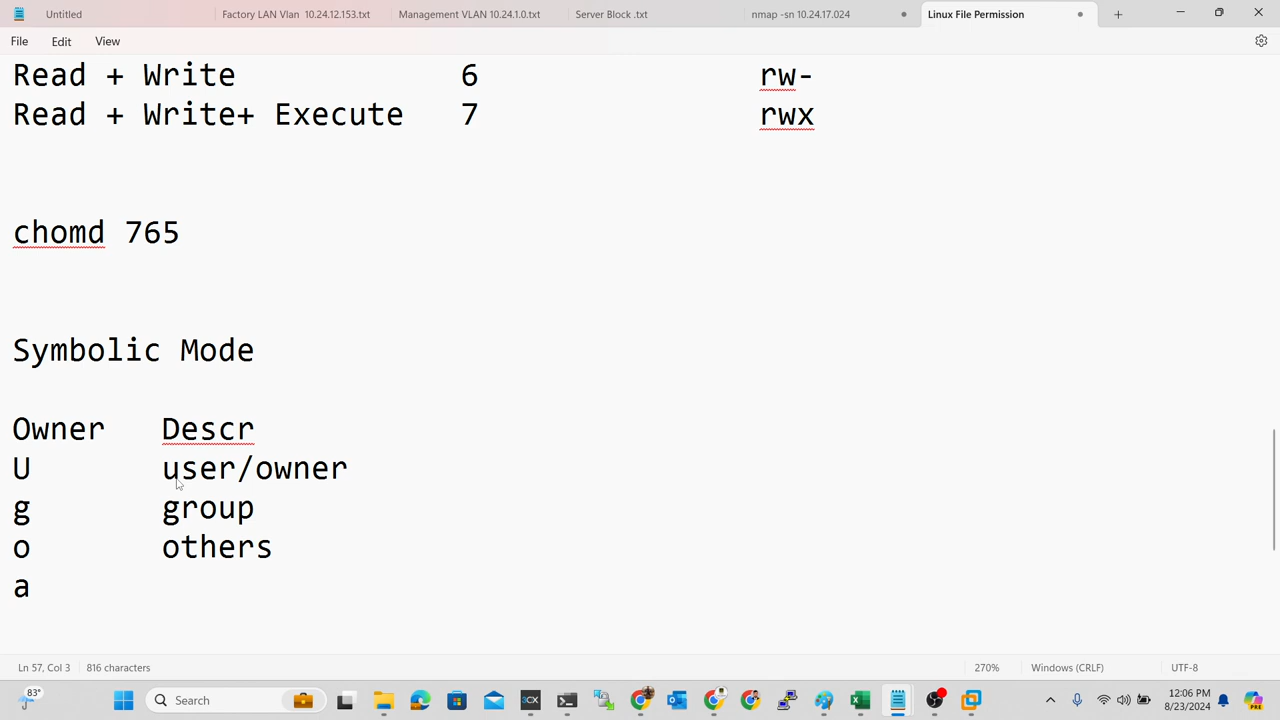 Untitled
Factory LAN Vlan 10.24.12.153.txt
Management VLAN 10.24.1.0.txt
Server Block .txt
nmap -sn 10.24.17.024
Linux File Permission
File
Edit
View
Read + Write 6 rw-
Read + Write+ Execute 7 rwx
chomd 765
Symbolic Mode
Owner Descr
U user/owner
g group
o others
a
Ln 57, Col 3
816 characters
270%
Windows (CRLF)
UTF-8
83°
Search
12:06 PM
8/23/2024